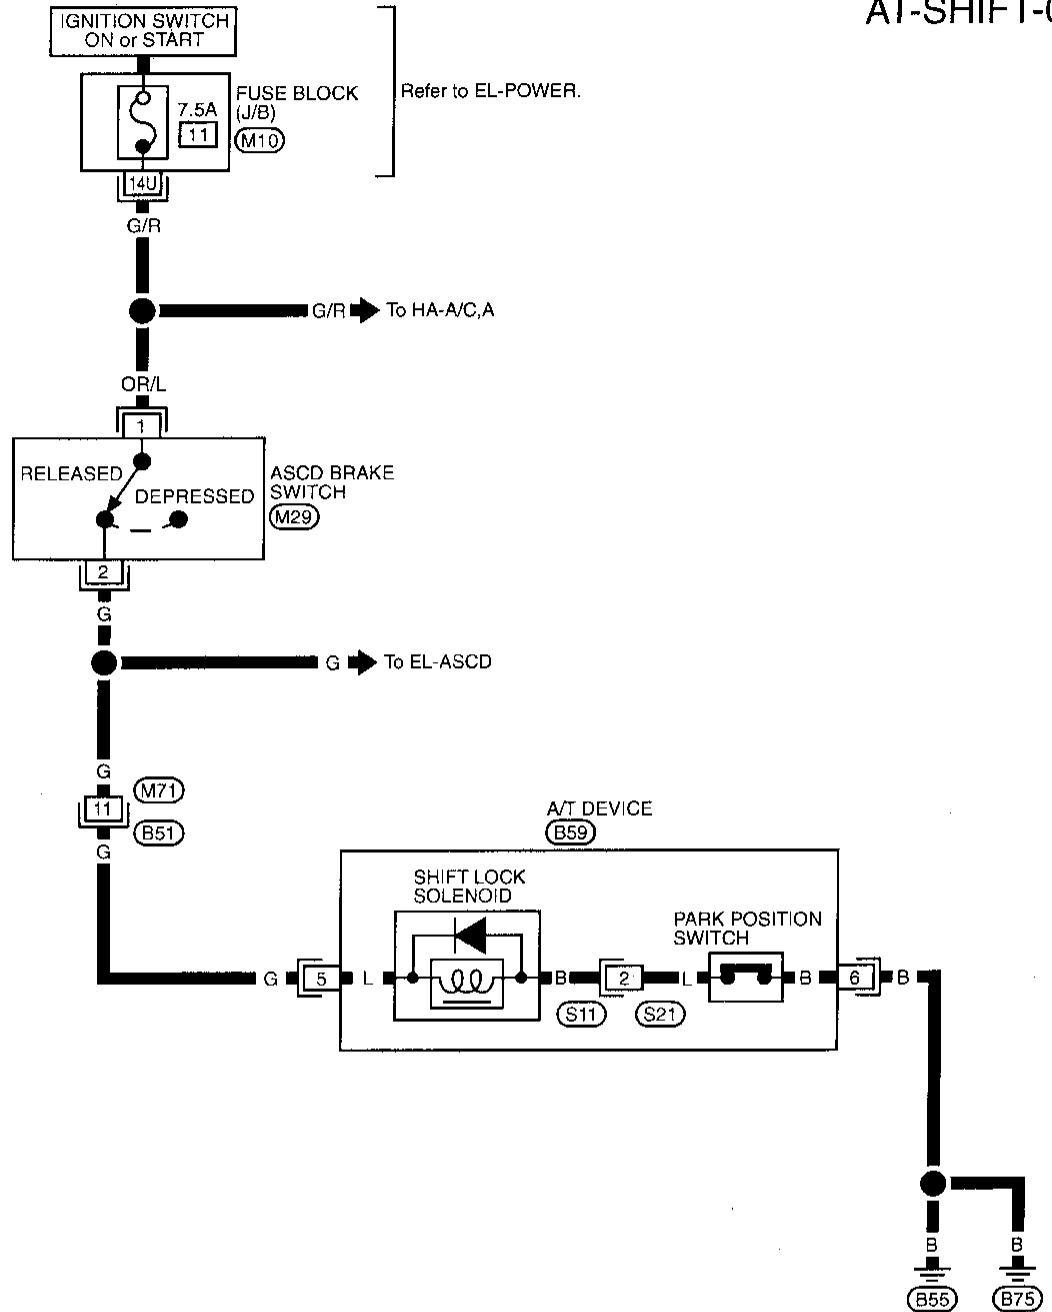 AT-SHIFT-
IGNITION SWITCH
ON or START
FUSE BLOCK
(J/B)
M10
7.5A
11
Refer to EL-POWER.
14U
G/R
G/R
To HA-A/C,A
OR/L
1
RELEASED
DEPRESSED
ASCD BRAKE
SWITCH
M29
2
G
G
To EL-ASCD
G
M71
11
B51
G
A/T DEVICE
B59
SHIFT LOCK
SOLENOID
PARK POSITION
SWITCH
G
5
L
B
2
L
B
6
B
S11
S21
B
B
B55
B75